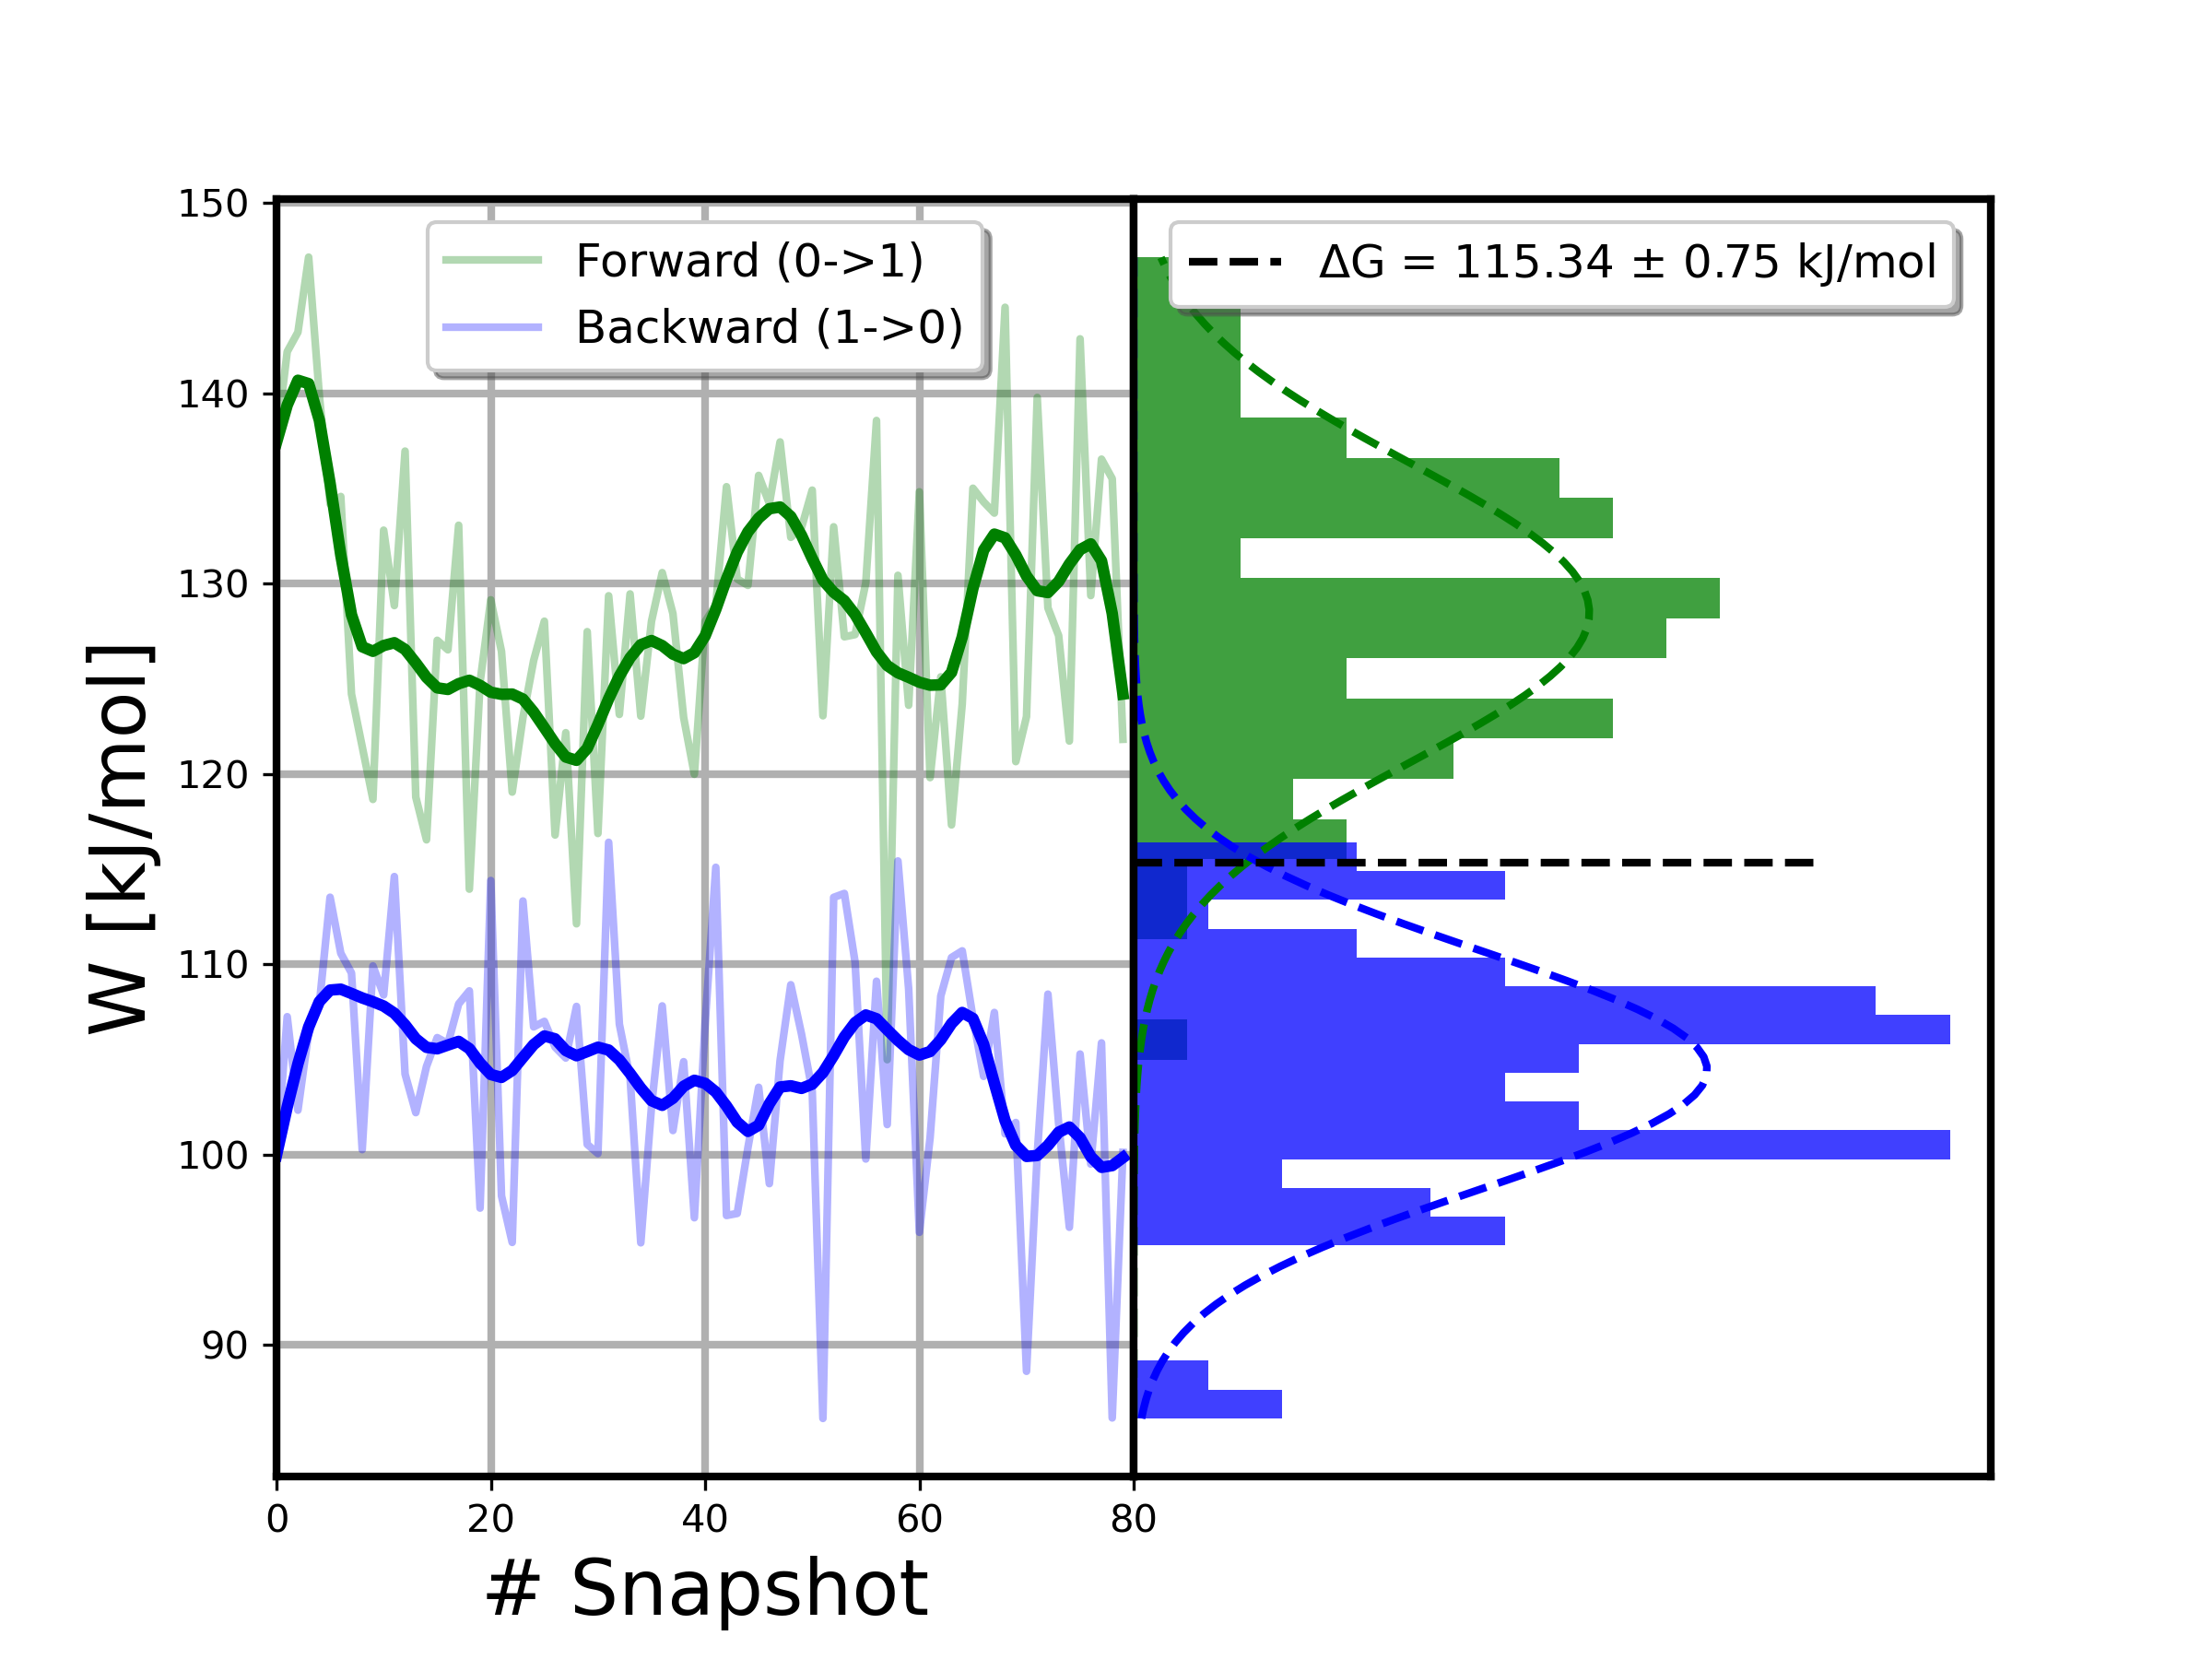 150
140
130
120
110
100
90
W [kJ/mol]
Forward (0->1)
Backward (1->0)
ΔG = 115.34 ± 0.75 kJ/mol
0 20 40 60 80
# Snapshot